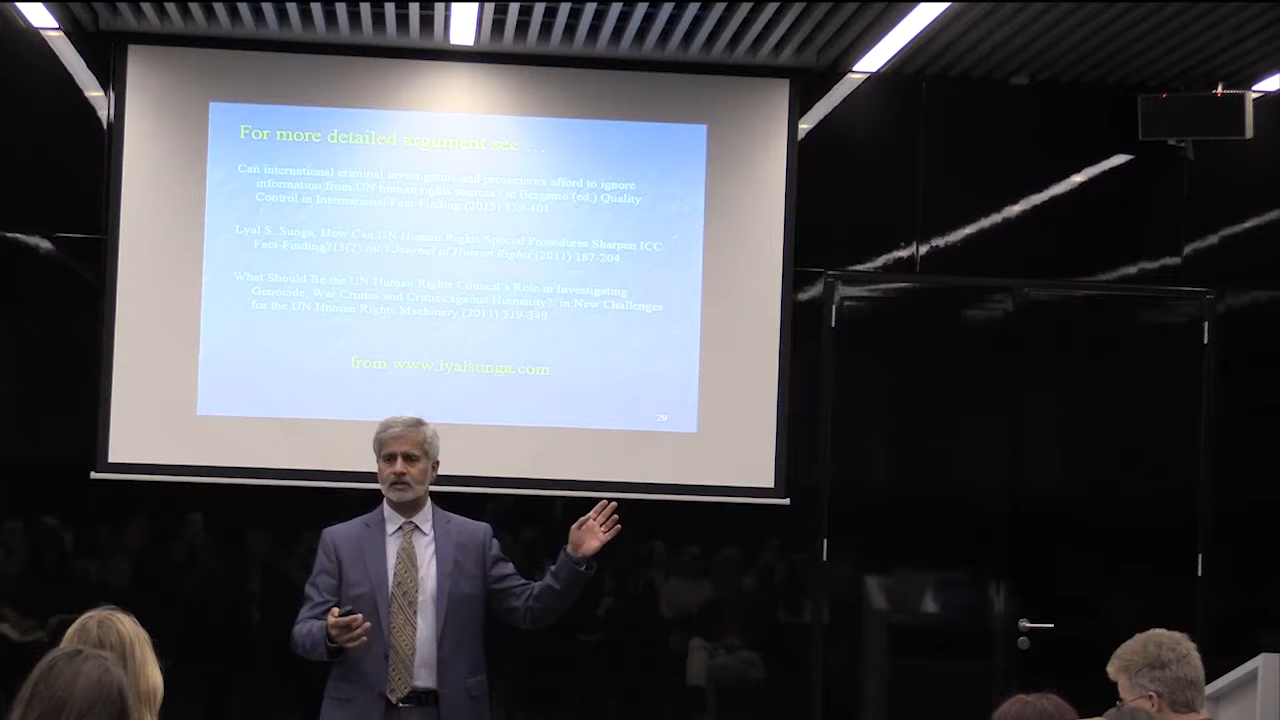 For more detailed argument see …
Can international criminal investigators and prosecutors afford to ignore
information from UN human rights sources? in Bergsmo (ed.) Quality
Control in International Fact-Finding (2013) 359-401
Lyal S. Sunga, How Can UN Human Rights Special Procedures Sharpen ICC
Fact-Finding? 15(2) Int'l Journal of Human Rights (2011) 187-204
What Should Be the UN Human Rights Council's Role in Investigating
Genocide, War Crimes and Crimes against Humanity? in New Challenges
for the UN Human Rights Machinery (2011) 319-349
from www.lyalsunga.com
29